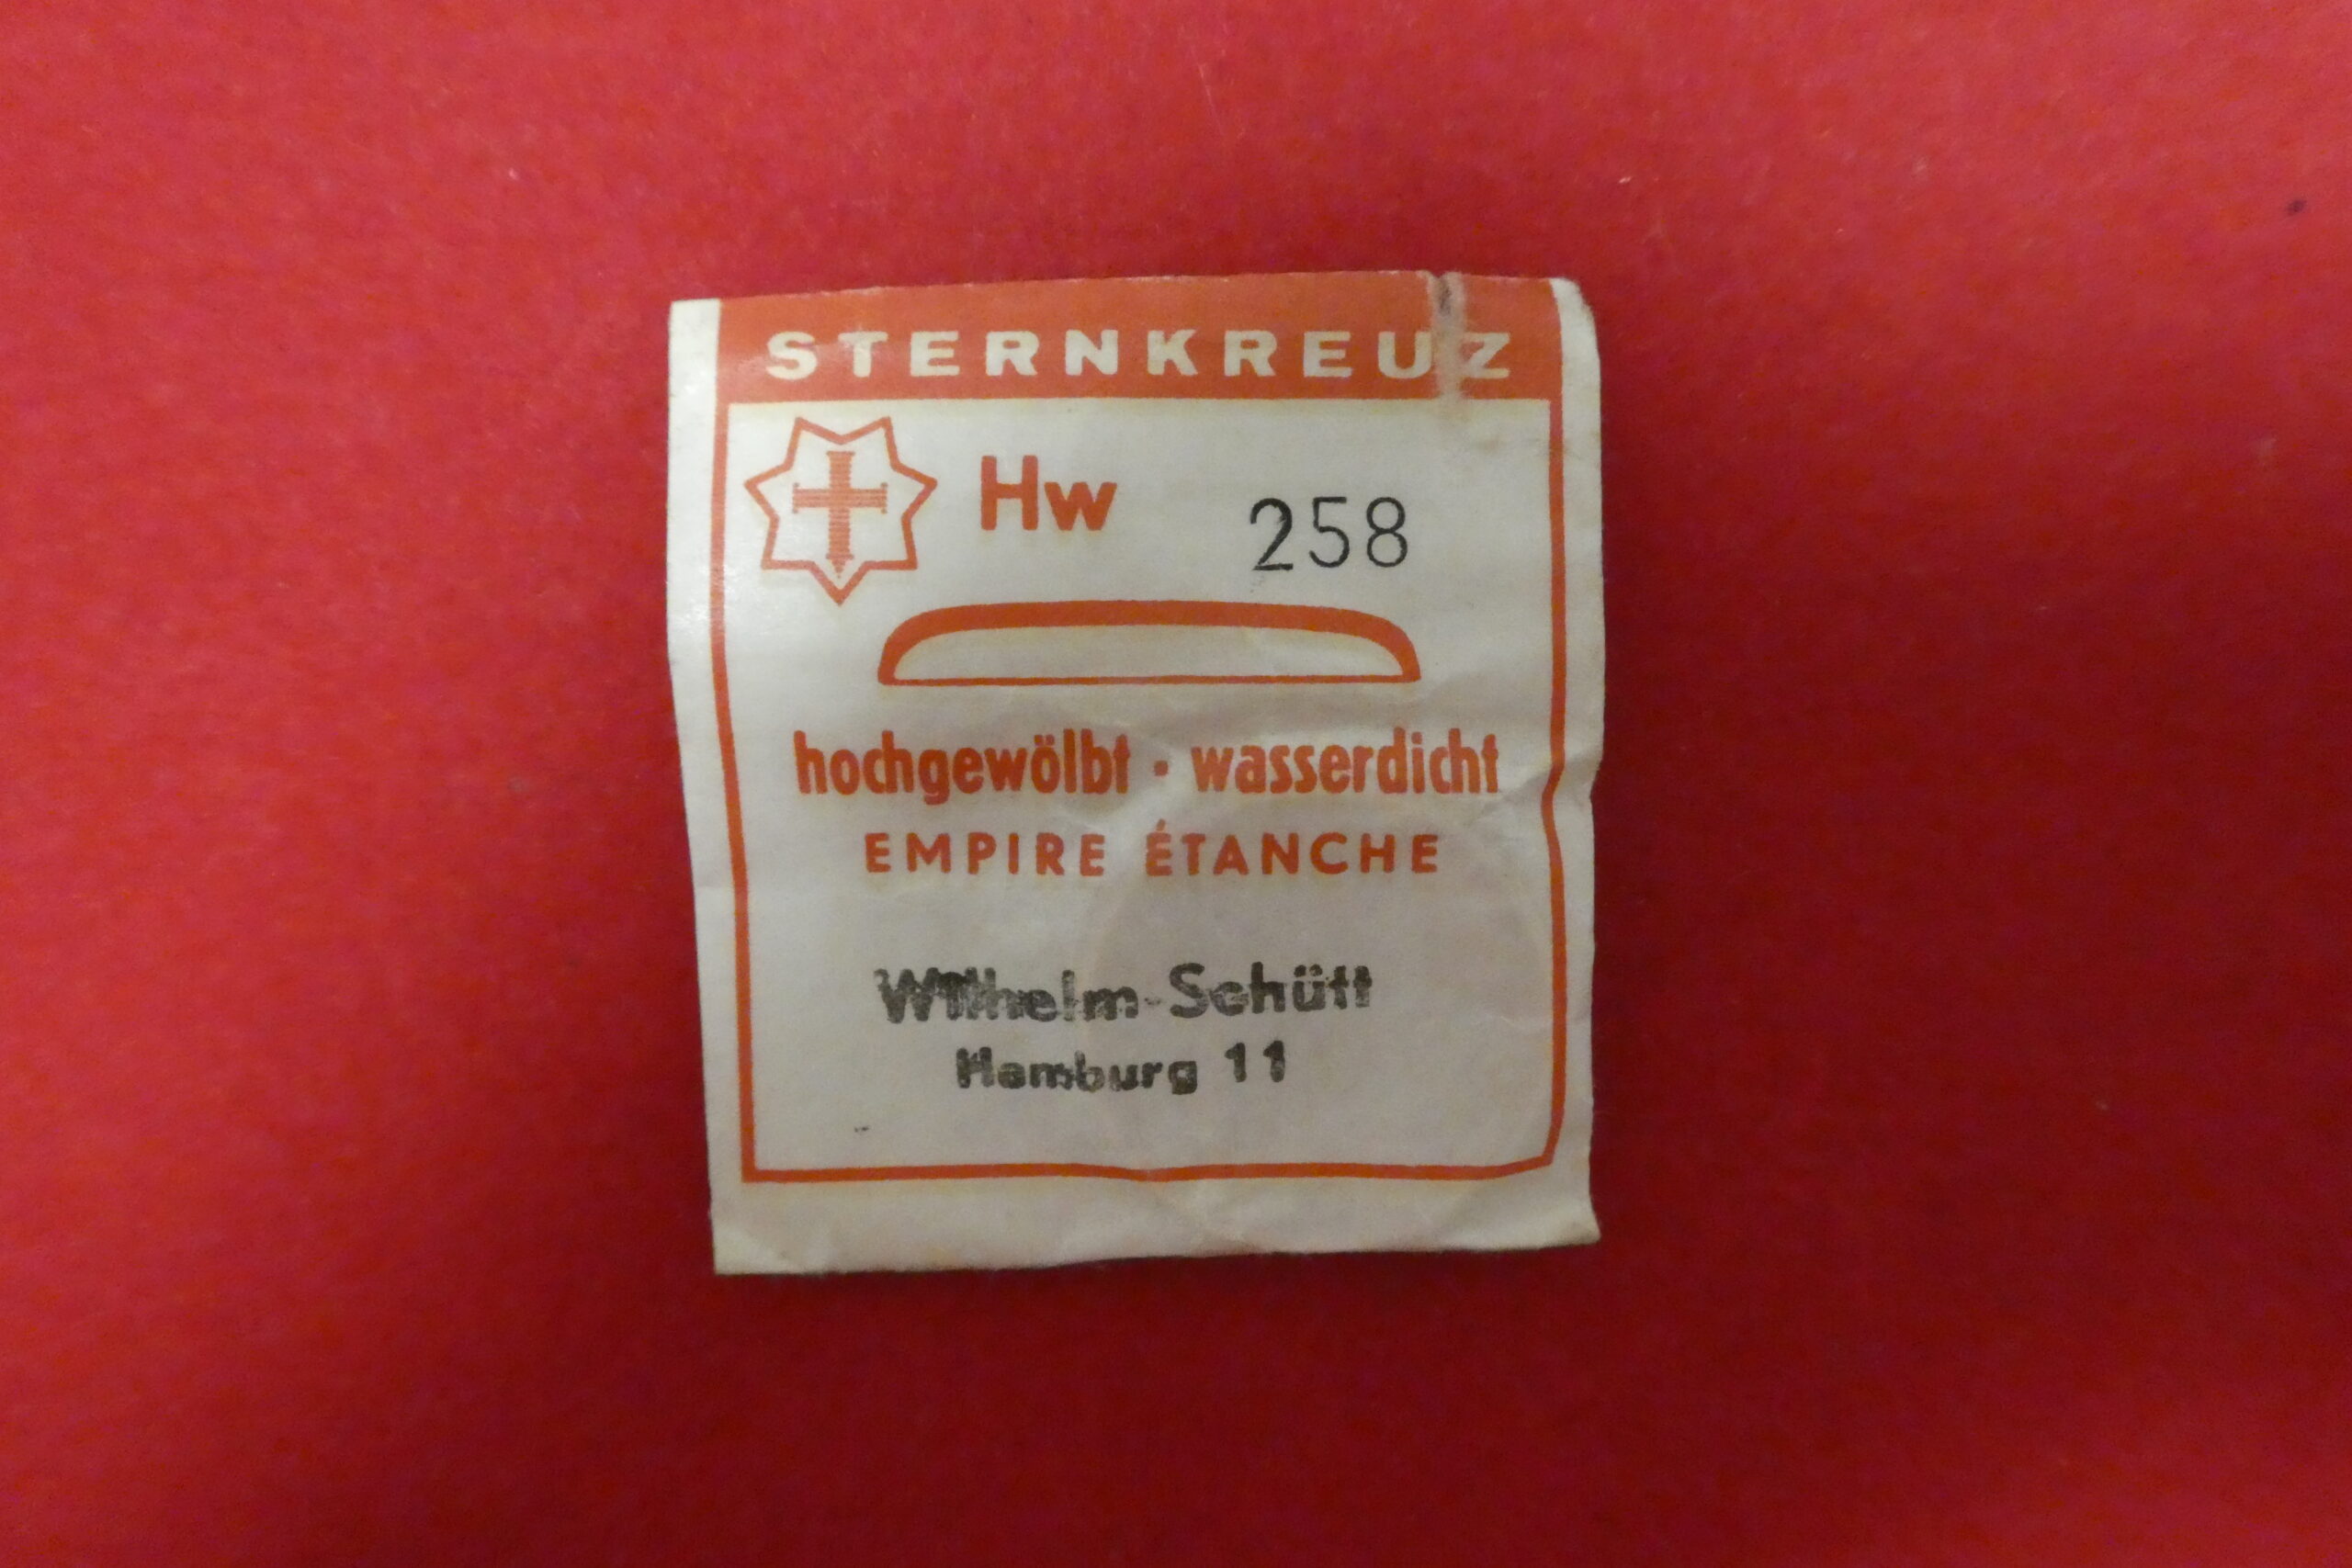 STERNKREUZ
Hw 258
hochgewölbt · wasserdicht
EMPIRE ÉTANCHE
Wilhelm Schütt
Hamburg 11